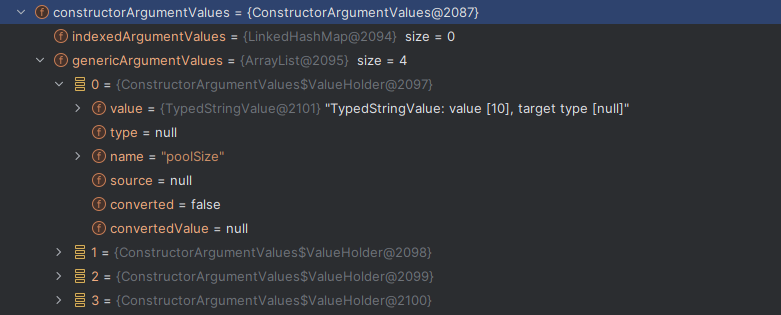 constructorArgumentValues = {ConstructorArgumentValues@2087}
indexedArgumentValues = {LinkedHashMap@2094} size = 0
genericArgumentValues = {ArrayList@2095} size = 4
0 = {ConstructorArgumentValues$ValueHolder@2097}
value = {TypedStringValue@2101} "TypedStringValue: value [10], target type [null]"
type = null
name = "poolSize"
source = null
converted = false
convertedValue = null
1 = {ConstructorArgumentValues$ValueHolder@2098}
2 = {ConstructorArgumentValues$ValueHolder@2099}
3 = {ConstructorArgumentValues$ValueHolder@2100}